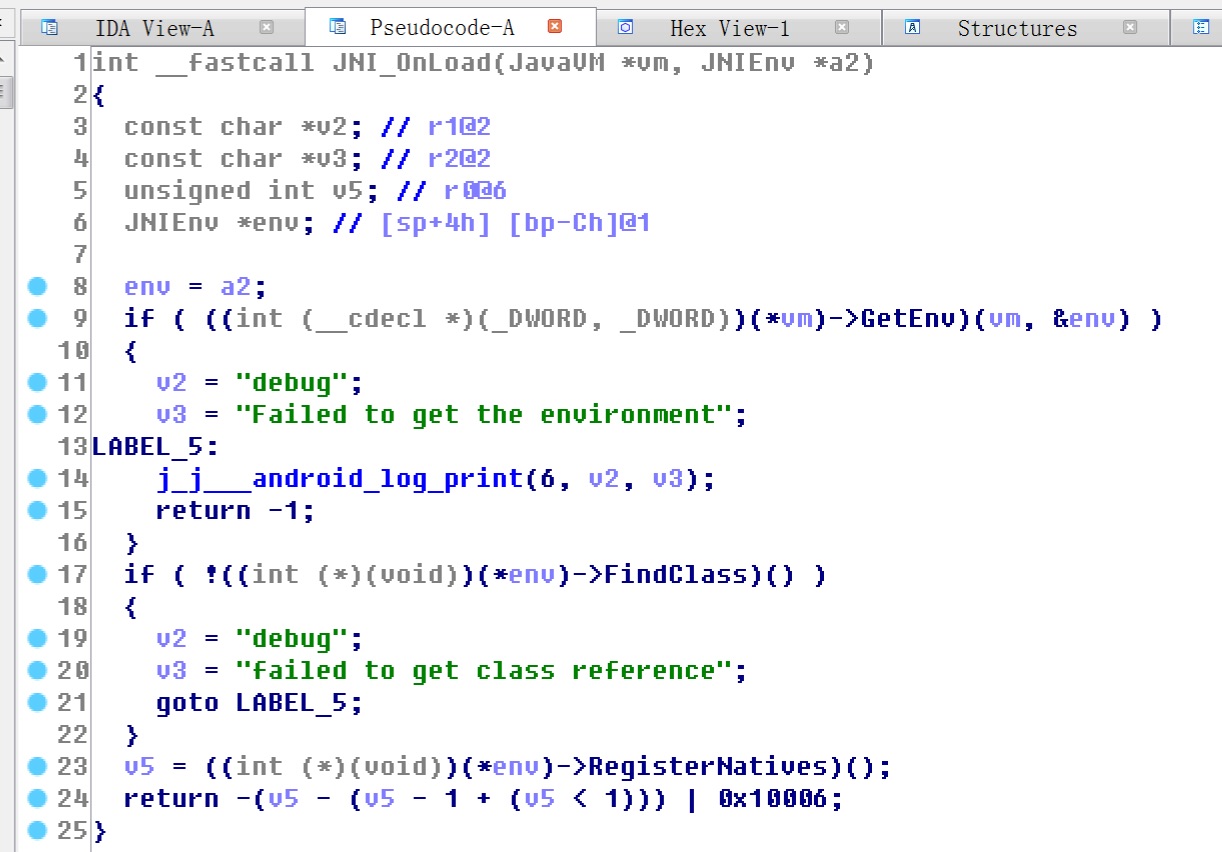 IDA View-A Pseudocode-A Hex View-1 Structures
1 int __fastcall JNI_OnLoad(JavaVM *vm, JNIEnv *a2)
2 {
3   const char *v2; // r1@2
4   const char *v3; // r2@2
5   unsigned int v5; // r0@6
6   JNIEnv *env; // [sp+4h] [bp-Ch]@1
7
8   env = a2;
9   if ( ((int (__cdecl *)(_DWORD, _DWORD))(*vm)->GetEnv)(vm, &env) )
10   {
11     v2 = "debug";
12     v3 = "Failed to get the environment";
13 LABEL_5:
14     j_j___android_log_print(6, v2, v3);
15     return -1;
16   }
17   if ( !((int (*)(void))(*env)->FindClass)() )
18   {
19     v2 = "debug";
20     v3 = "failed to get class reference";
21     goto LABEL_5;
22   }
23   v5 = ((int (*)(void))(*env)->RegisterNatives)();
24   return -(v5 - (v5 - 1 + (v5 < 1))) | 0x10006;
25 }